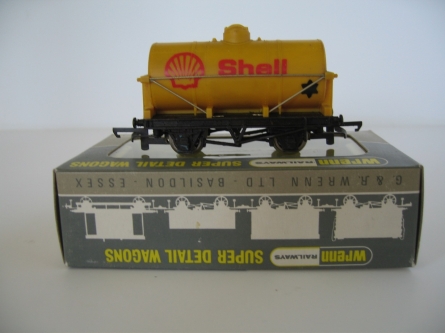 Shell
wrenn RAILWAYS SUPER DETAIL WAGONS
G & R. WRENN LTD - BASILDON - ESSEX
wrenn RAILWAYS SUPER DETAIL WAGONS